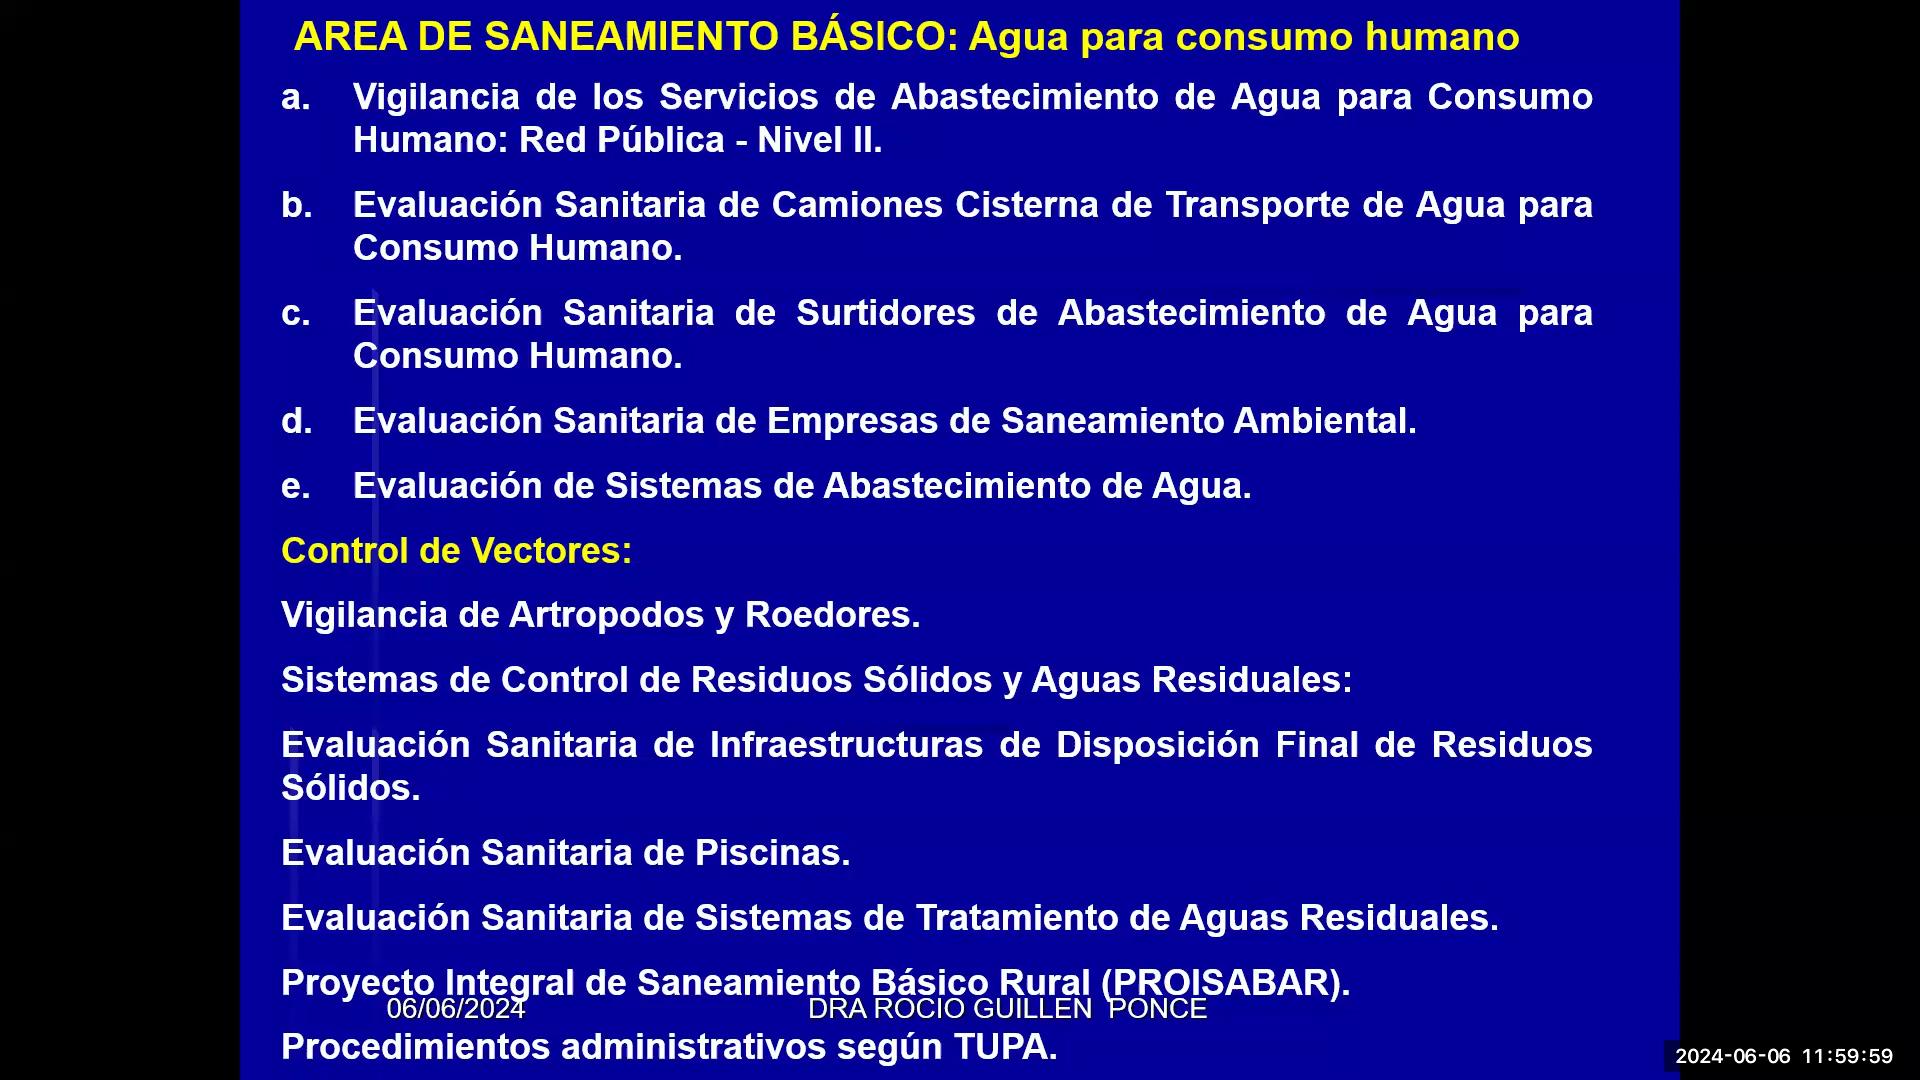 AREA DE SANEAMIENTO BÁSICO: Agua para consumo humano
a. Vigilancia de los Servicios de Abastecimiento de Agua para Consumo
Humano: Red Pública - Nivel II.
b. Evaluación Sanitaria de Camiones Cisterna de Transporte de Agua para
Consumo Humano.
c. Evaluación Sanitaria de Surtidores de Abastecimiento de Agua para
Consumo Humano.
d. Evaluación Sanitaria de Empresas de Saneamiento Ambiental.
e. Evaluación de Sistemas de Abastecimiento de Agua.
Control de Vectores:
Vigilancia de Artropodos y Roedores.
Sistemas de Control de Residuos Sólidos y Aguas Residuales:
Evaluación Sanitaria de Infraestructuras de Disposición Final de Residuos
Sólidos.
Evaluación Sanitaria de Piscinas.
Evaluación Sanitaria de Sistemas de Tratamiento de Aguas Residuales.
Proyecto Integral de Saneamiento Básico Rural (PROISABAR).
06/06/2024 DRA ROCIO GUILLEN PONCE
Procedimientos administrativos según TUPA.
2024-06-06 11:59:59